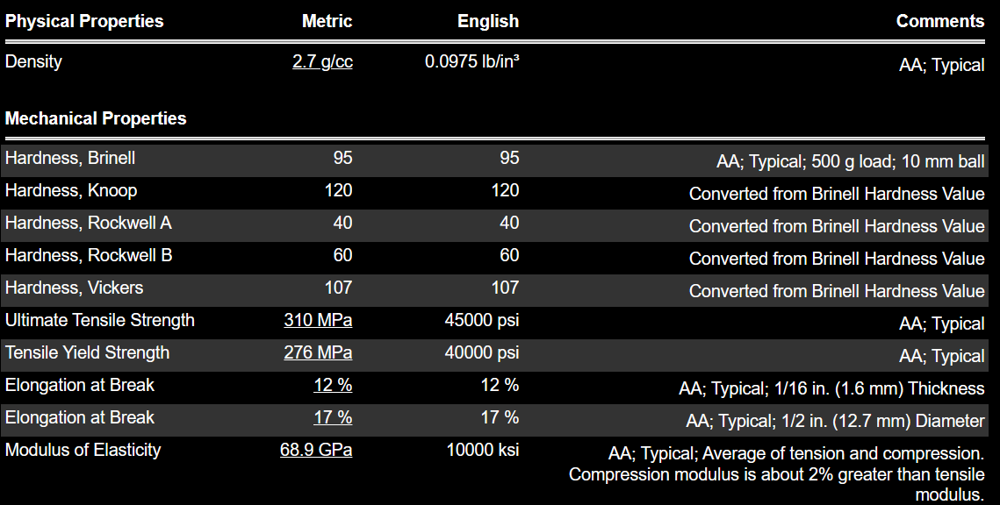 Physical Properties Metric English Comments
Density 2.7 g/cc 0.0975 lb/in³ AA; Typical
Mechanical Properties
Hardness, Brinell 95 95 AA; Typical; 500 g load; 10 mm ball
Hardness, Knoop 120 120 Converted from Brinell Hardness Value
Hardness, Rockwell A 40 40 Converted from Brinell Hardness Value
Hardness, Rockwell B 60 60 Converted from Brinell Hardness Value
Hardness, Vickers 107 107 Converted from Brinell Hardness Value
Ultimate Tensile Strength 310 MPa 45000 psi AA; Typical
Tensile Yield Strength 276 MPa 40000 psi AA; Typical
Elongation at Break 12 % 12 % AA; Typical; 1/16 in. (1.6 mm) Thickness
Elongation at Break 17 % 17 % AA; Typical; 1/2 in. (12.7 mm) Diameter
Modulus of Elasticity 68.9 GPa 10000 ksi AA; Typical; Average of tension and compression.
Compression modulus is about 2% greater than tensile
modulus.